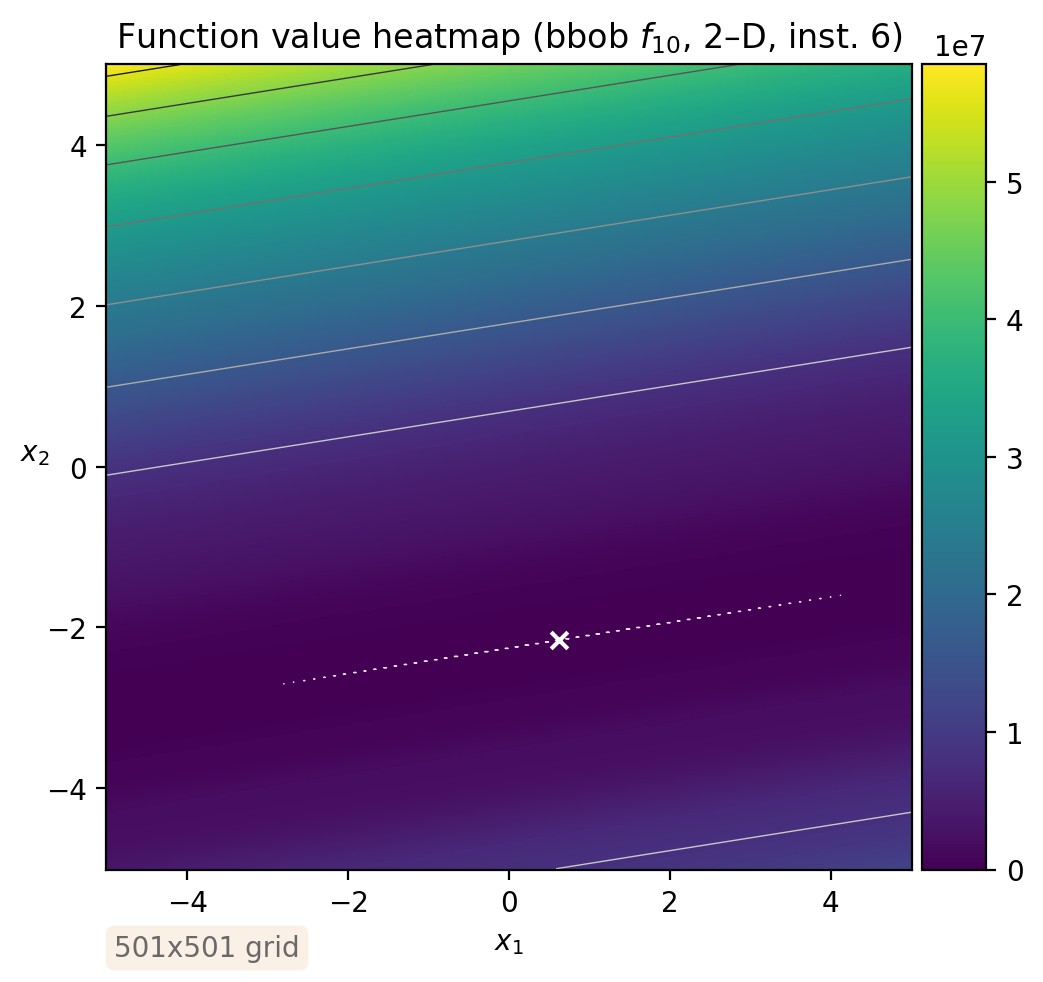 Function value heatmap (bbob f₁₀, 2–D, inst. 6)
1e7
4
2
0
−2
−4
x₂
5
4
3
2
1
0
−4 −2 0 2 4
x₁
501x501 grid